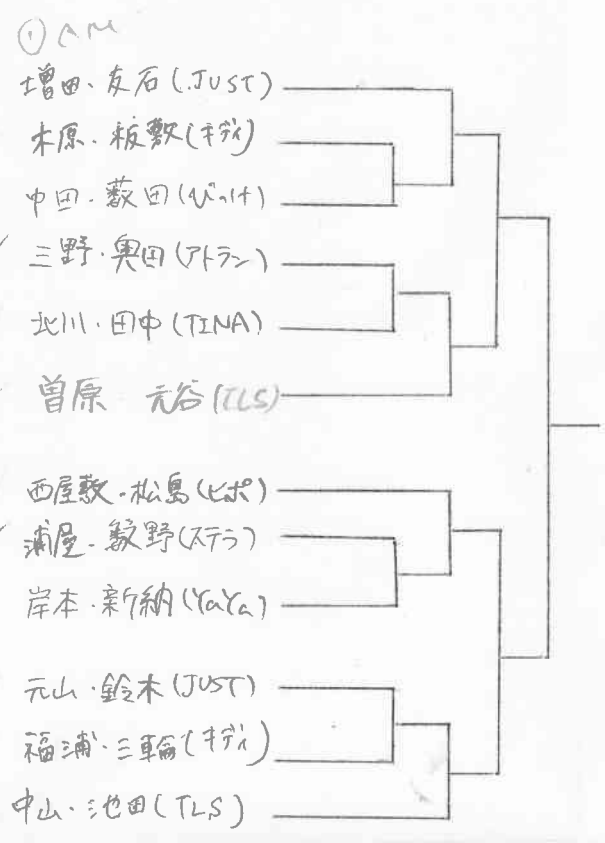 ① AM
増田・友石(JUST)
木原・板敷(キディ)
中田・薮田(びっけ)
三野・奥田(アトラン)
北川・田中(TINA)
曽原 元谷(TLS)
西屋敷・松島(ヒポ)
浦屋・籔野(ステラ)
岸本・新納(YaYa)
元山・鈴木(JUST)
福浦・三輪(キディ)
中山・池田(TLS)